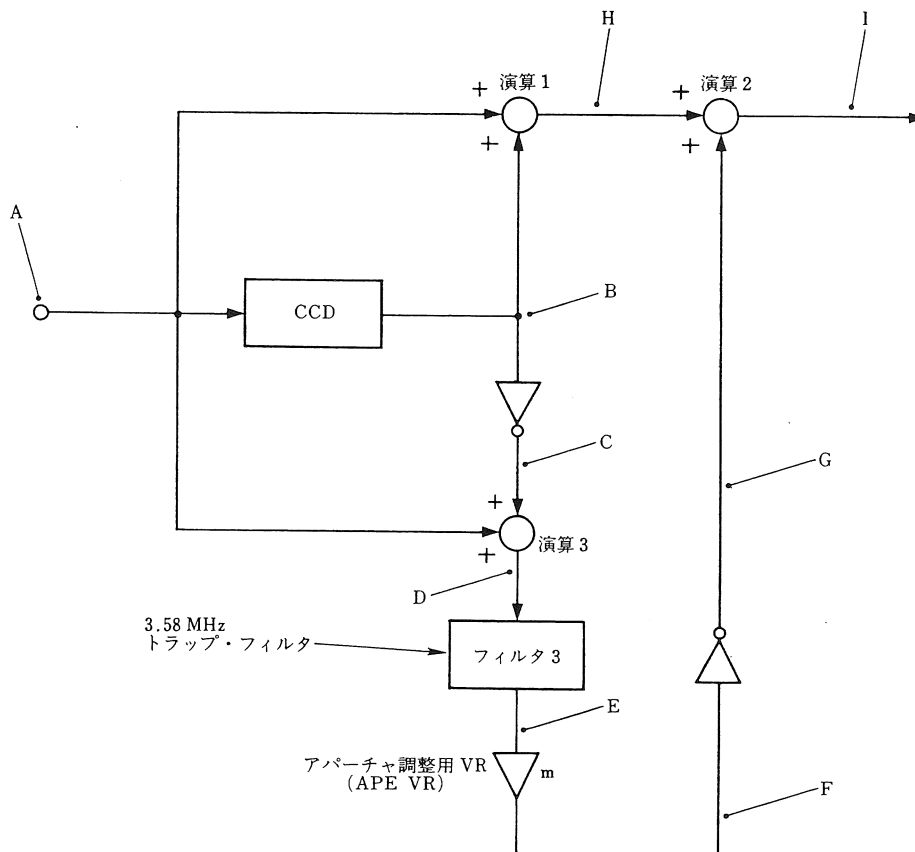 H
I
演算1
演算2
+
+
+
+
A
CCD
B
C
G
+
+
演算3
D
3.58 MHz
トラップ・フィルタ
フィルタ3
E
アパーチャ調整用 VR
(APE VR)
m
F